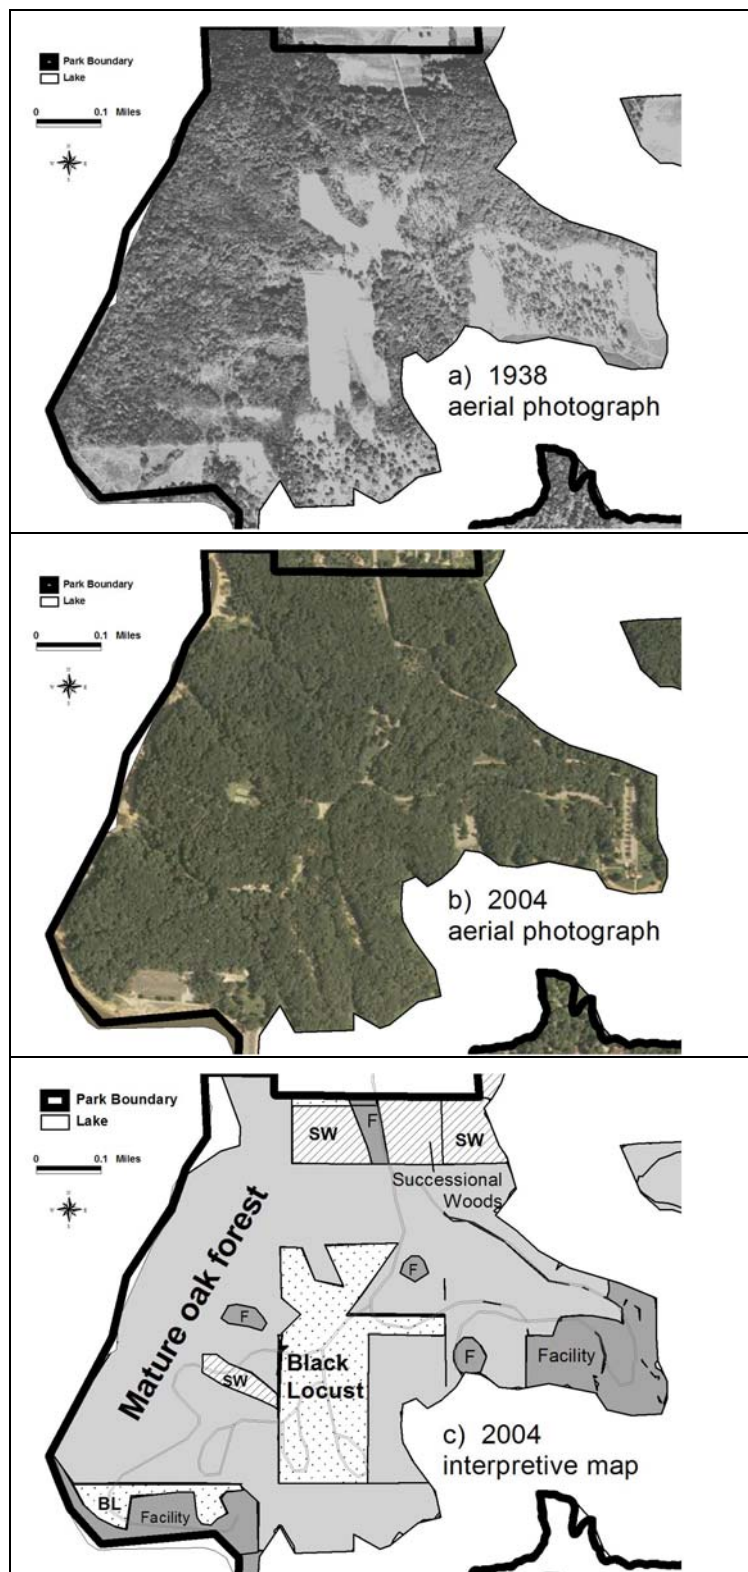 Park Boundary
Lake
0 0.1 Miles
N
W E
S
a) 1938
aerial photograph
Park Boundary
Lake
0 0.1 Miles
N
W E
S
b) 2004
aerial photograph
Park Boundary
Lake
0 0.1 Miles
N
W E
S
F
SW
SW
Successional
Woods
Mature oak forest
F
F
Black
Locust
SW
F
Facility
c) 2004
interpretive map
BL
Facility